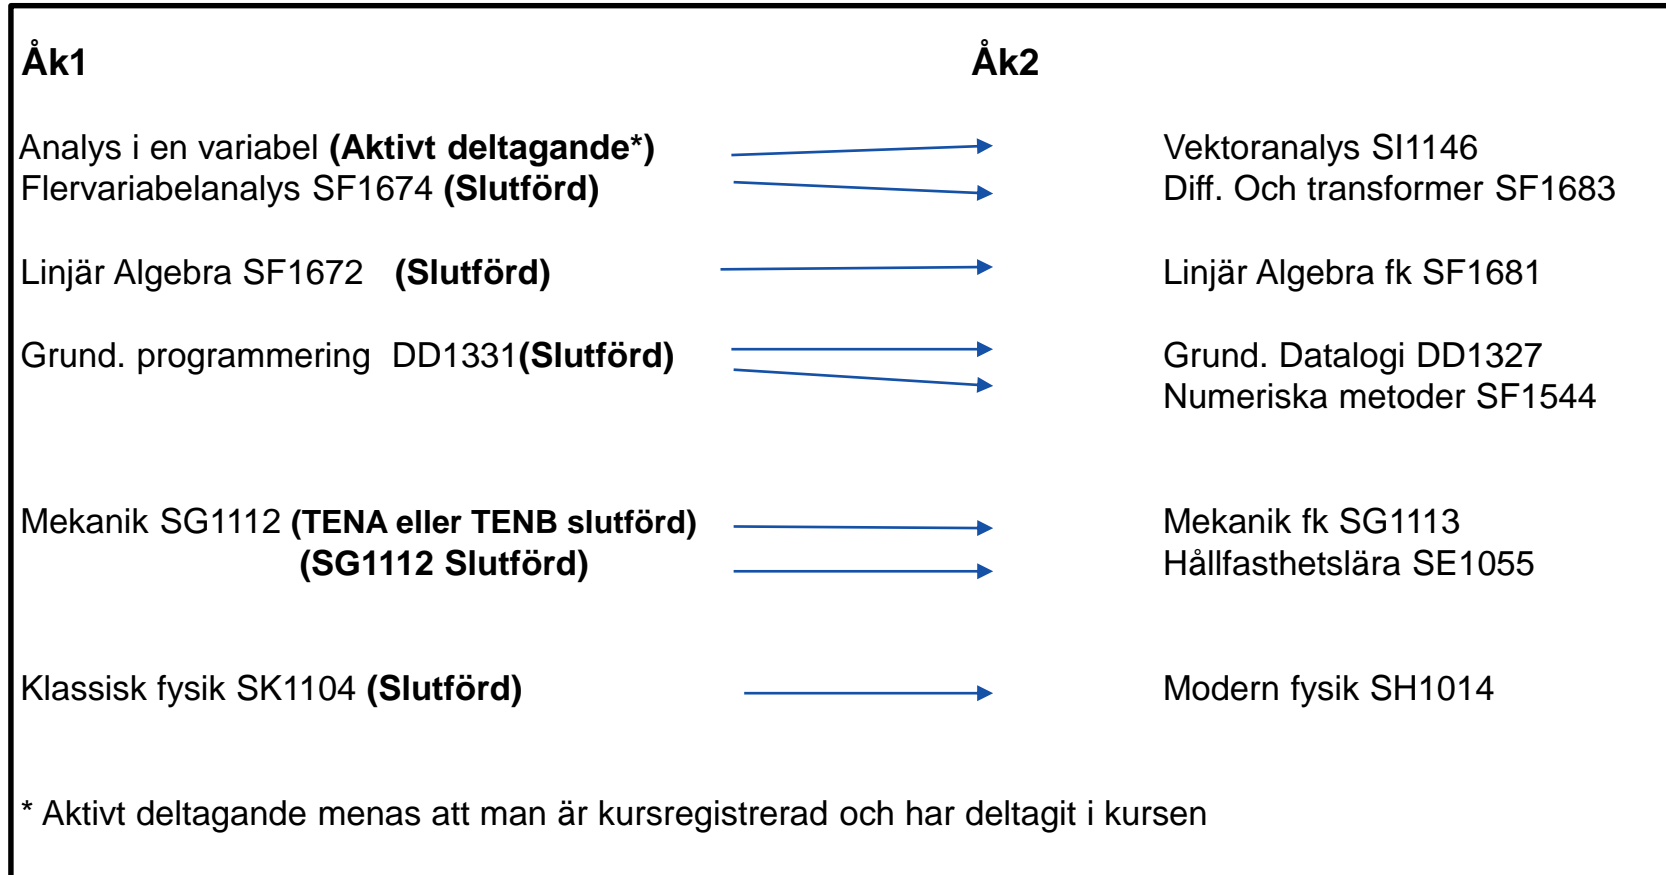 Åk1 Åk2
Analys i en variabel (Aktivt deltagande*) Vektoranalys SI1146
Flervariabelanalys SF1674 (Slutförd) Diff. Och transformer SF1683
Linjär Algebra SF1672 (Slutförd) Linjär Algebra fk SF1681
Grund. programmering DD1331(Slutförd) Grund. Datalogi DD1327
Numeriska metoder SF1544
Mekanik SG1112 (TENA eller TENB slutförd) Mekanik fk SG1113
(SG1112 Slutförd) Hållfasthetslära SE1055
Klassisk fysik SK1104 (Slutförd) Modern fysik SH1014
* Aktivt deltagande menas att man är kursregistrerad och har deltagit i kursen